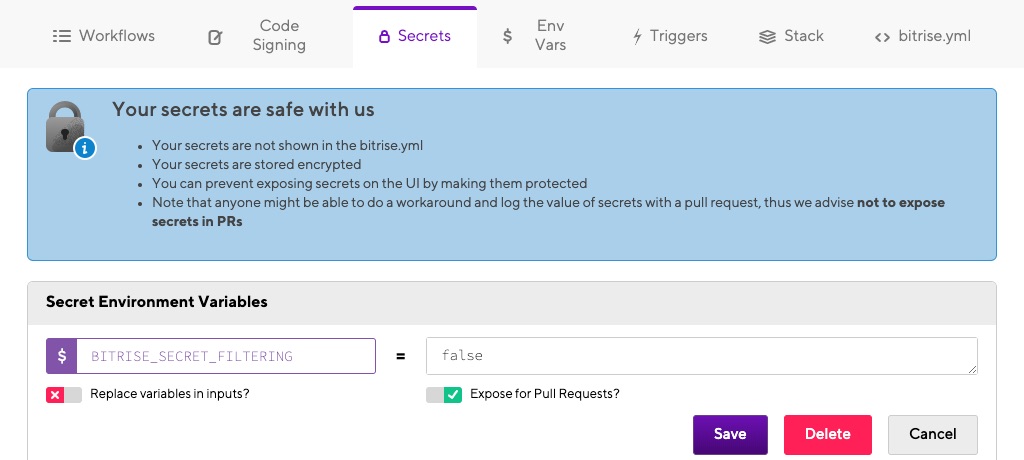 Workflows
Code
Signing
Secrets
$
Env
Vars
Triggers
Stack
<> bitrise.yml
Your secrets are safe with us
i
• Your secrets are not shown in the bitrise.yml
• Your secrets are stored encrypted
• You can prevent exposing secrets on the UI by making them protected
• Note that anyone might be able to do a workaround and log the value of secrets with a pull request, thus we advise not to expose
secrets in PRs
Secret Environment Variables
$ BITRISE_SECRET_FILTERING = false
Replace variables in inputs? Expose for Pull Requests?
Save Delete Cancel